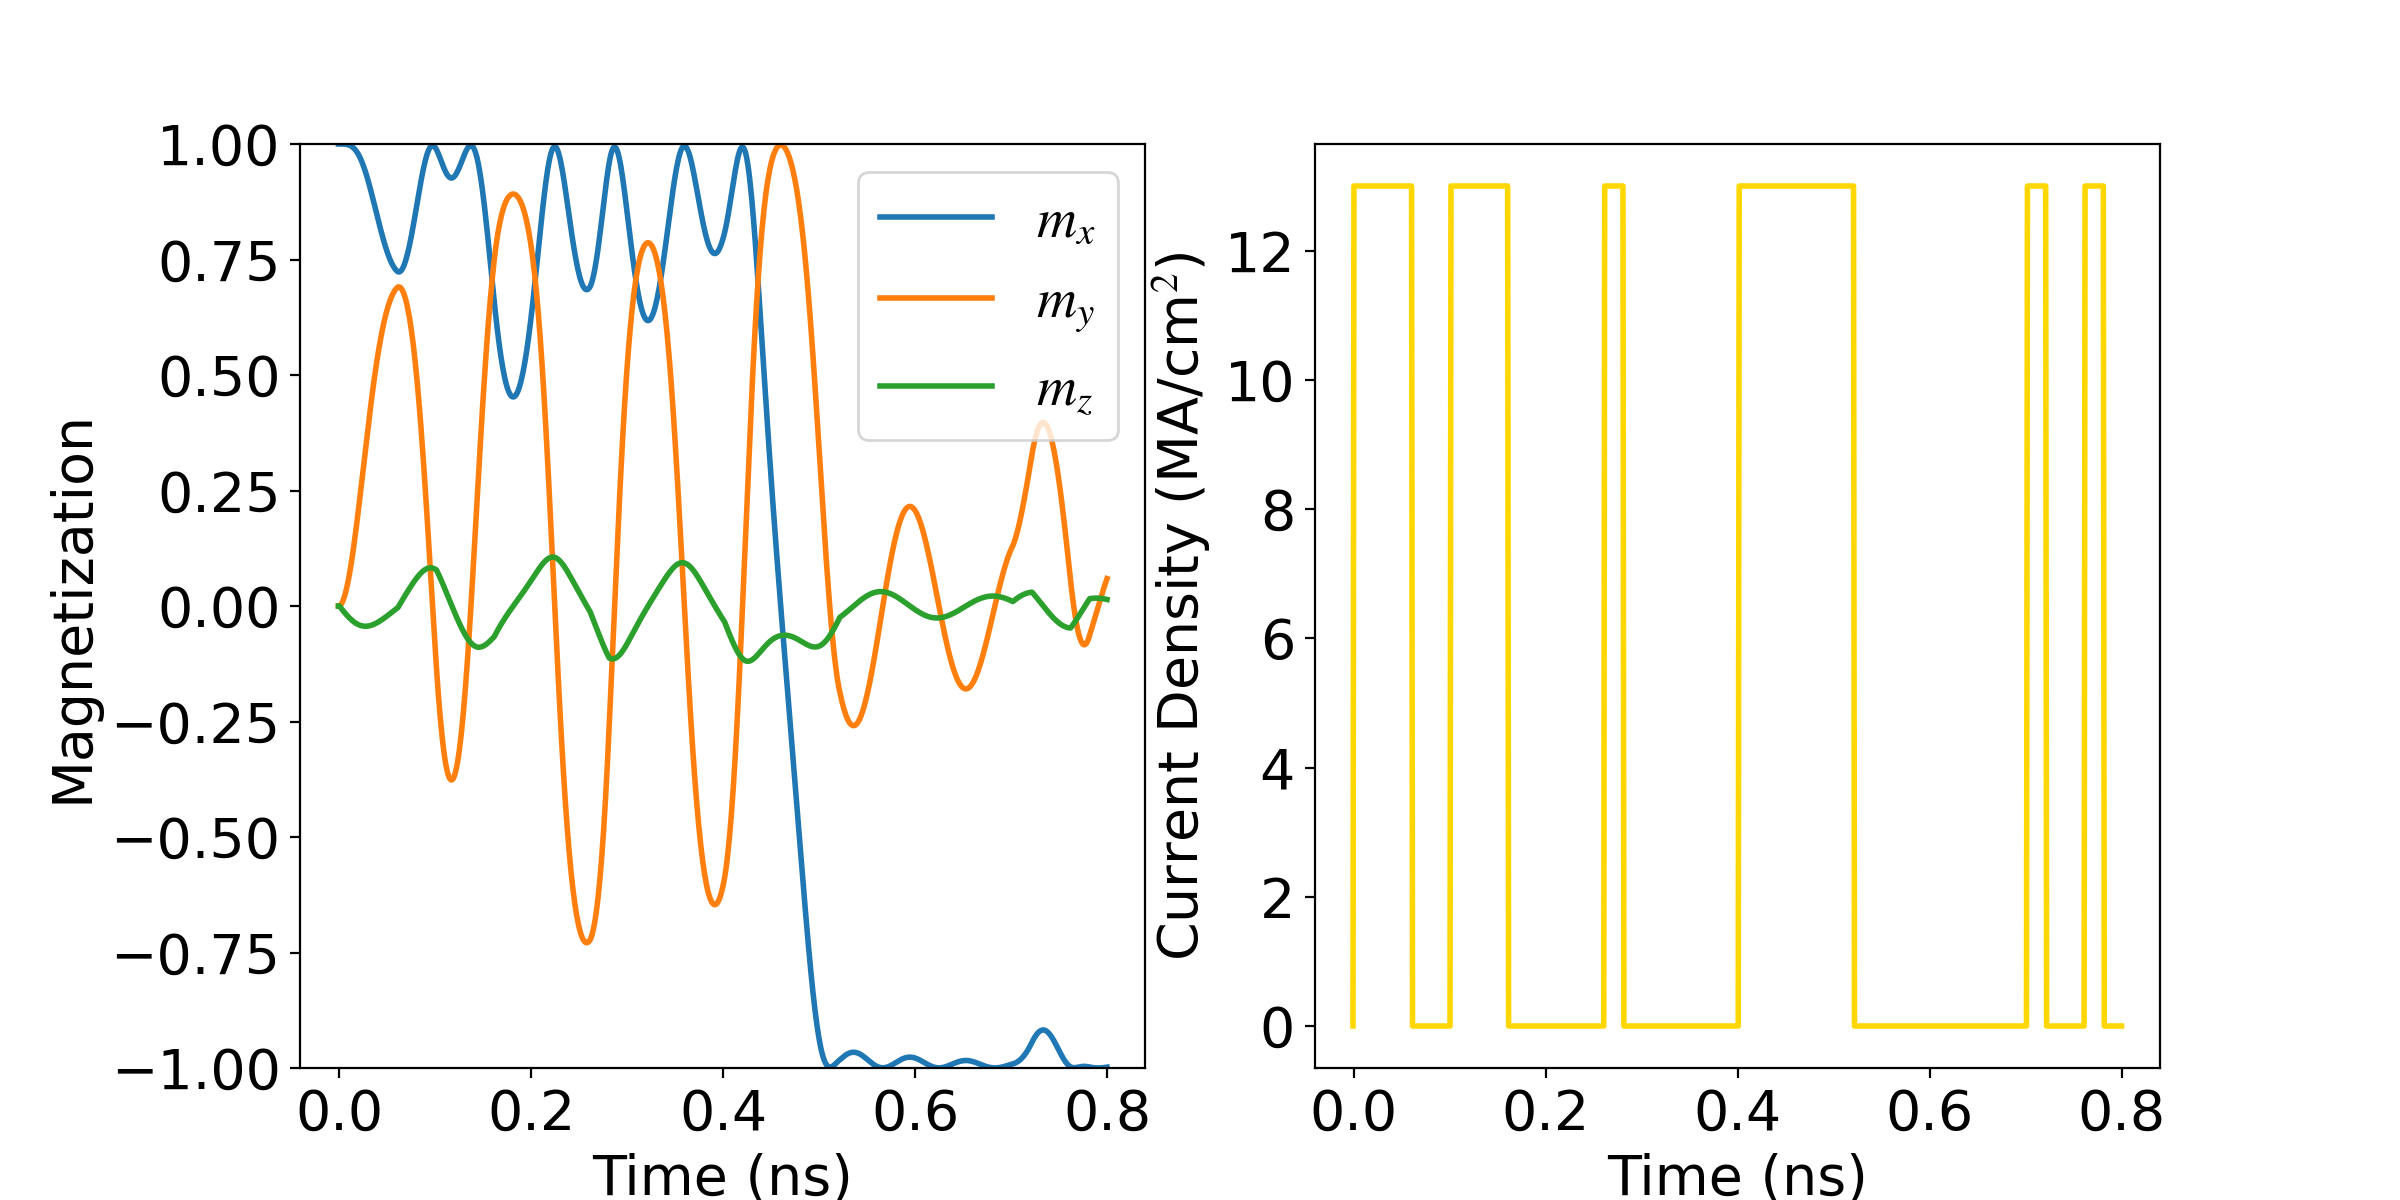 1.00
0.75
0.50
0.25
0.00
−0.25
−0.50
−0.75
−1.00
Magnetization
0.0 0.2 0.4 0.6 0.8
Time (ns)
m_x
m_y
m_z
12
10
8
6
4
2
0
Current Density (MA/cm²)
0.0 0.2 0.4 0.6 0.8
Time (ns)